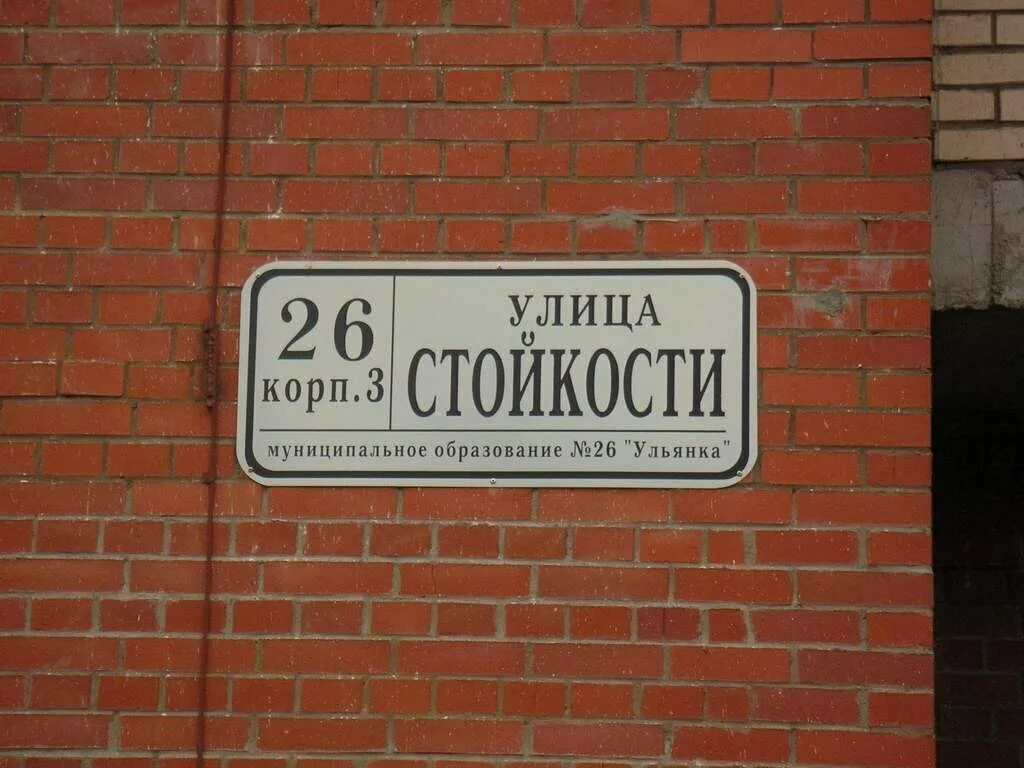 26
корп.3
УЛИЦА
СТОЙКОСТИ
муниципальное образование №26 "Ульянка"